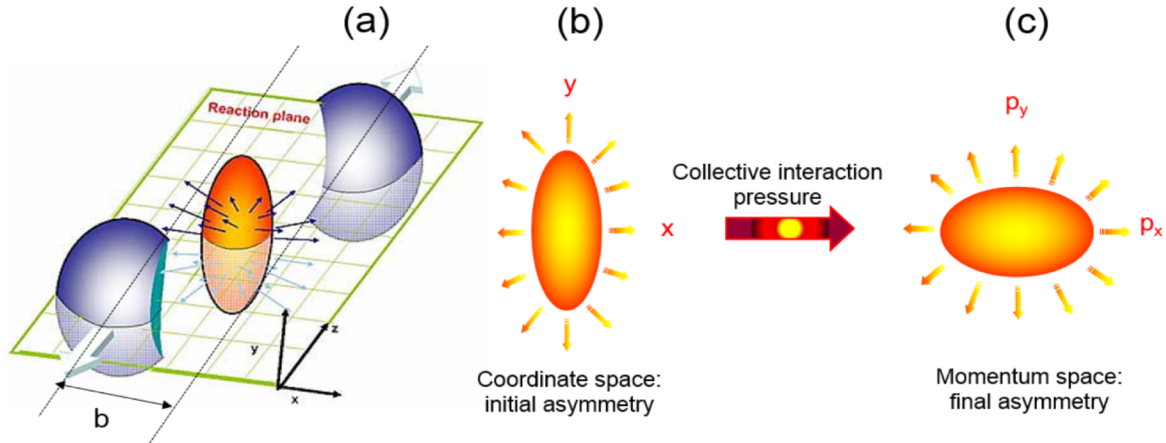 (a)
(b)
(c)
Reaction plane
y
x
z
b
y
x
Coordinate space:
initial asymmetry
Collective interaction
pressure
p_y
p_x
Momentum space:
final asymmetry